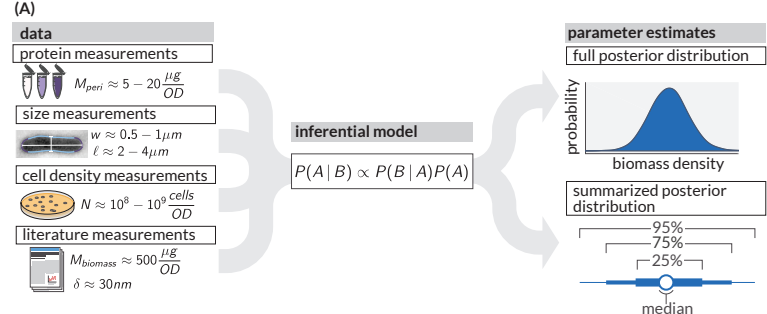 (A)
data
protein measurements
M_peri ≈ 5 − 20 μg/OD
size measurements
w ≈ 0.5 − 1μm
ℓ ≈ 2 − 4μm
cell density measurements
N ≈ 10^8 − 10^9 cells/OD
literature measurements
M_biomass ≈ 500 μg/OD
δ ≈ 30nm
inferential model
P(A | B) ∝ P(B | A)P(A)
parameter estimates
full posterior distribution
probability
biomass density
summarized posterior
distribution
95%
75%
25%
median